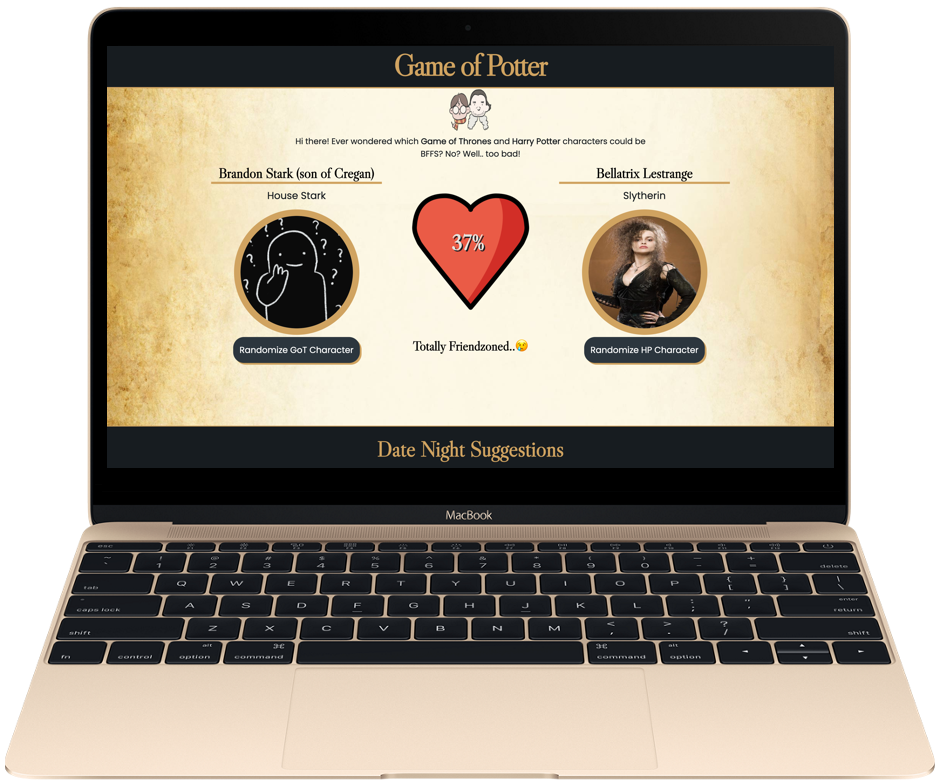 Game of Potter
Hi there! Ever wondered which Game of Thrones and Harry Potter characters could be
BFFS? No? Well.. too bad!
Brandon Stark (son of Cregan)
Bellatrix Lestrange
House Stark
Slytherin
37%
? ? ? ? ? ? ? ? ?
Randomize GoT Character
Totally Friendzoned..😢
Randomize HP Character
Date Night Suggestions
MacBook
esc
~ ` ! 1 @ 2 # 3 $ 4 % 5 ^ 6 & 7 * 8 ( 9 ) 0 _ - + = delete
tab Q W E R T Y U I O P { [ } ] | \
caps lock A S D F G H J K L : ; " ' enter return
shift Z X C V B N M < , > . ? / shift
fn control alt option ⌘ command ⌘ command alt option ◄ ▲ ▼ ►